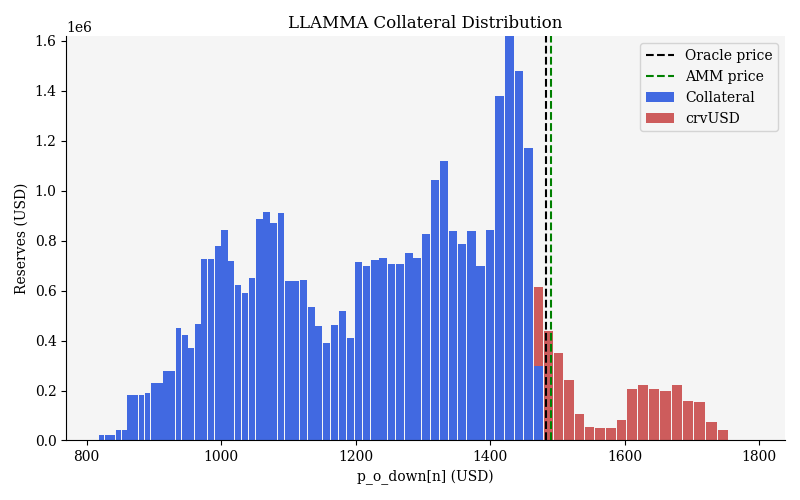 LLAMMA Collateral Distribution
1e6
1.6
1.4
1.2
1.0
0.8
0.6
0.4
0.2
0.0
Reserves (USD)
Oracle price
AMM price
Collateral
crvUSD
800 1000 1200 1400 1600 1800
p_o_down[n] (USD)